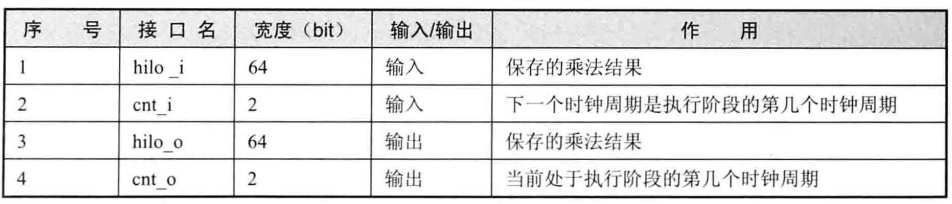 序 号 接 口 名 宽度（bit） 输入/输出 作 用
1 hilo _i 64 输入 保存的乘法结果
2 cnt_i 2 输入 下一个时钟周期是执行阶段的第几个时钟周期
3 hilo_o 64 输出 保存的乘法结果
4 cnt_o 2 输出 当前处于执行阶段的第几个时钟周期